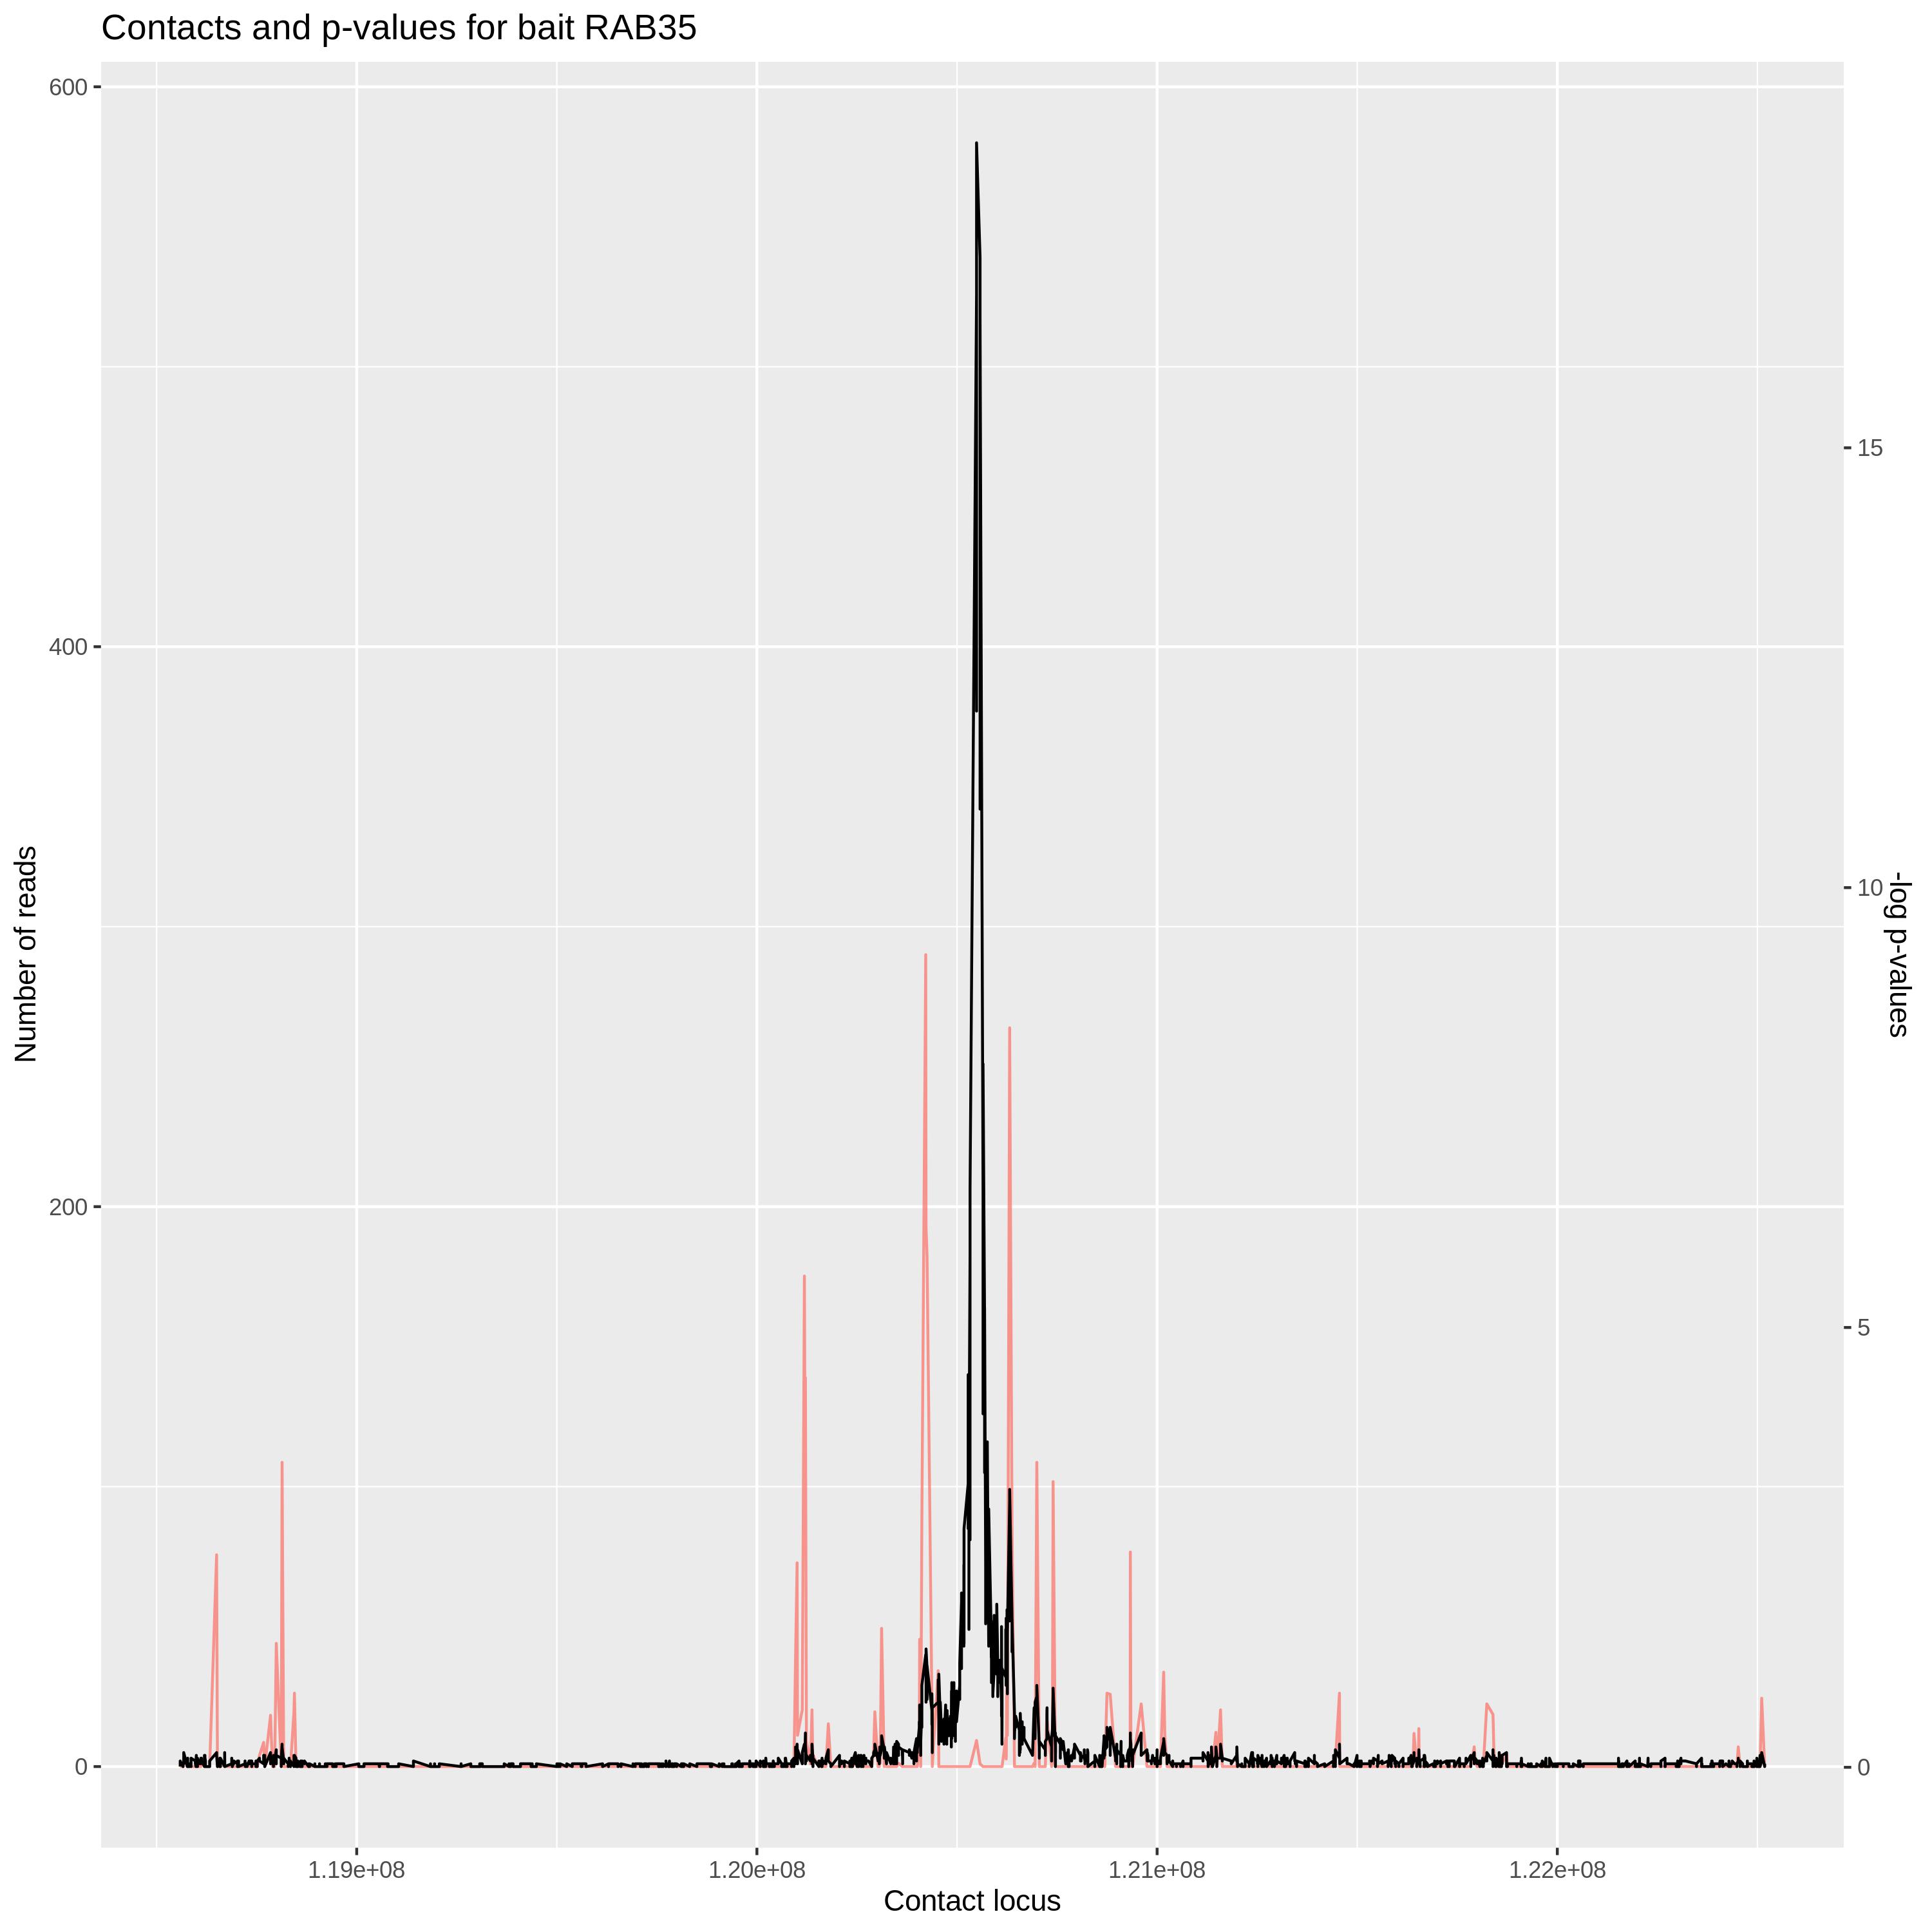 Contacts and p-values for bait RAB35
600
400
200
0
Number of reads
15
10
5
0
-log p-values
1.19e+08
1.20e+08
1.21e+08
1.22e+08
Contact locus